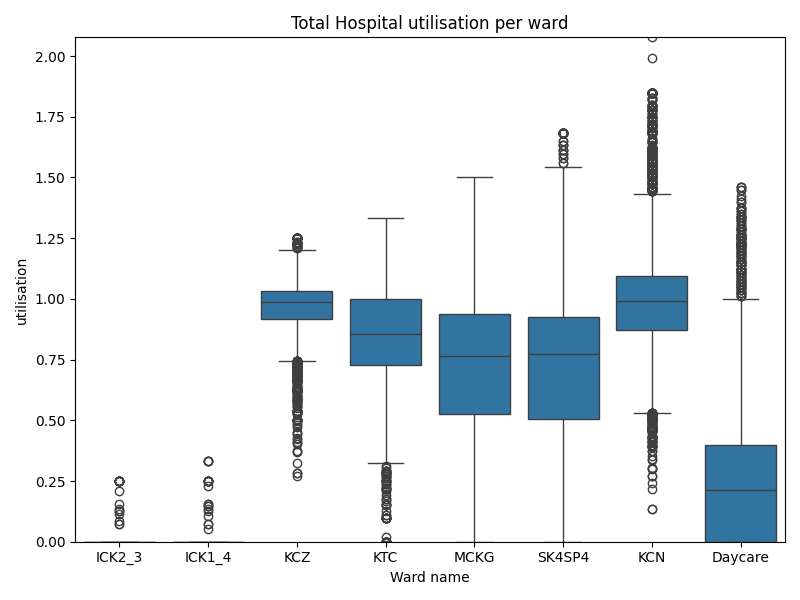 Total Hospital utilisation per ward
2.00
1.75
1.50
1.25
1.00
0.75
0.50
0.25
0.00
utilisation
ICK2_3 ICK1_4 KCZ KTC MCKG SK4SP4 KCN Daycare
Ward name